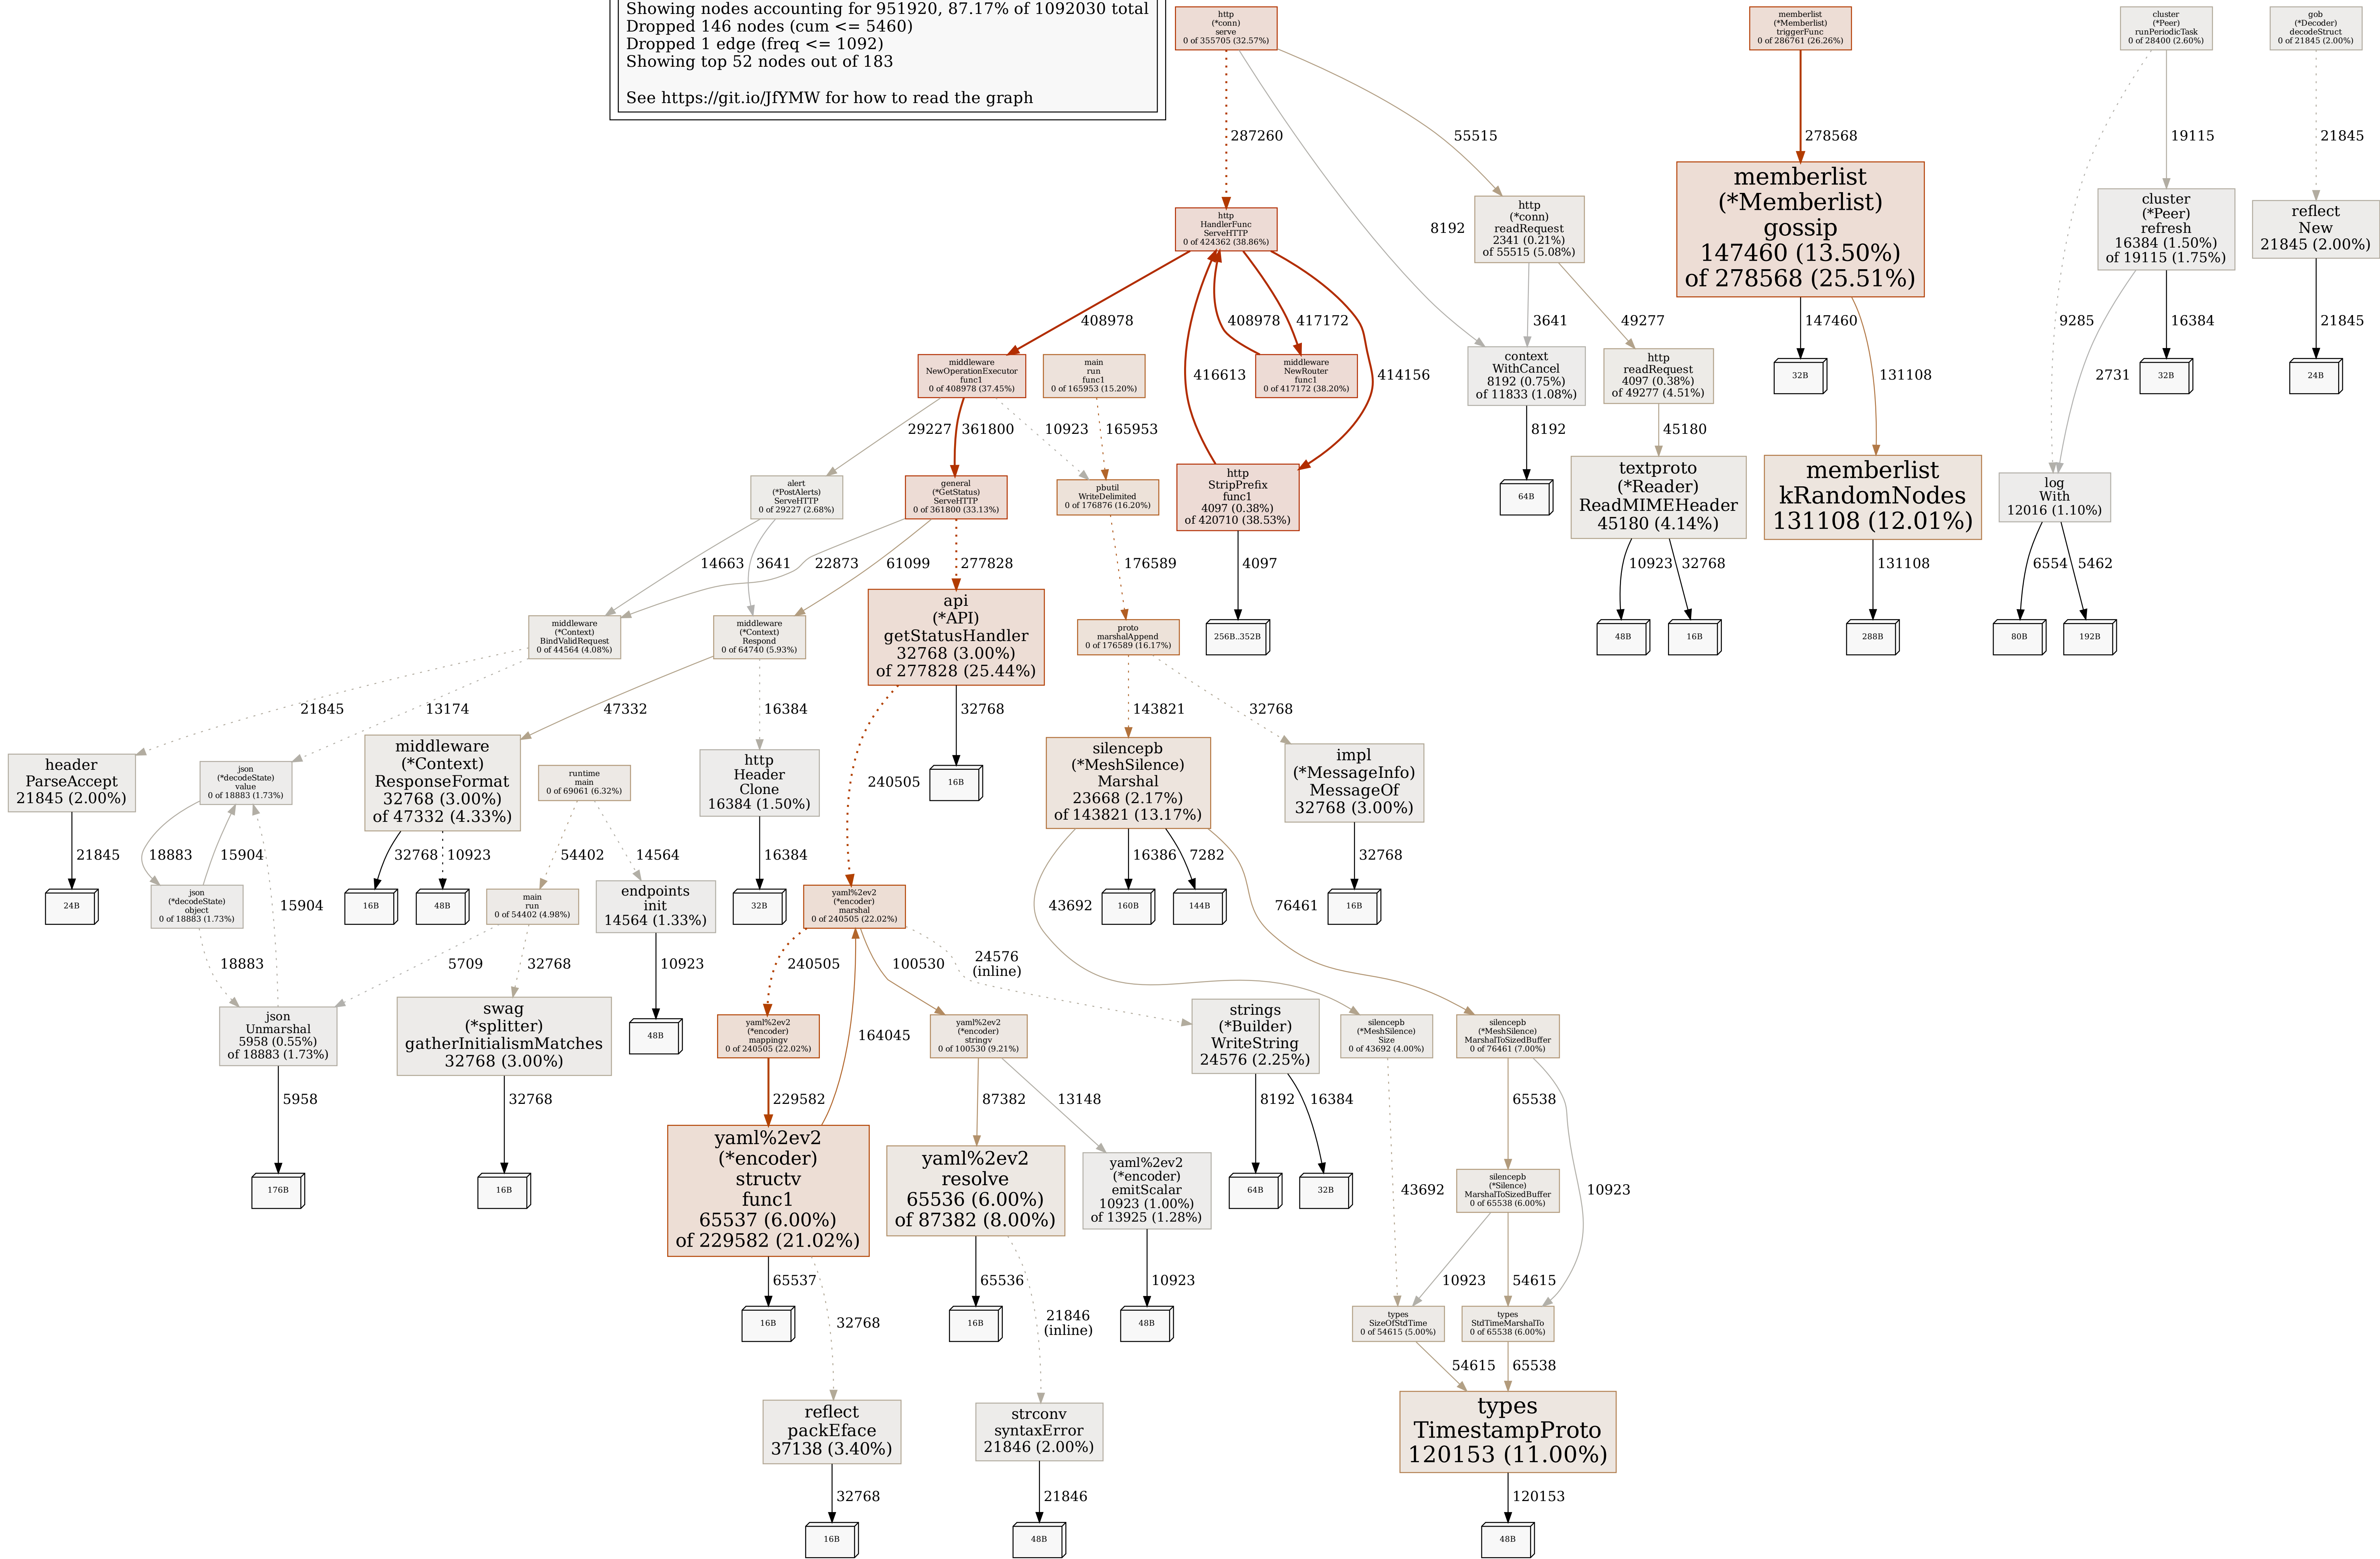 Showing nodes accounting for 951920, 87.17% of 1092030 total
Dropped 146 nodes (cum <= 5460)
Dropped 1 edge (freq <= 1092)
Showing top 52 nodes out of 183
See https://git.io/JfYMW for how to read the graph
http
(*conn)
serve
0 of 355705 (32.57%)
memberlist
(*Memberlist)
triggerFunc
0 of 286761 (26.26%)
cluster
(*Peer)
runPeriodicTask
0 of 28400 (2.60%)
gob
(*Decoder)
decodeStruct
0 of 21845 (2.00%)
287260
55515
278568
19115
21845
http
HandlerFunc
ServeHTTP
0 of 424362 (38.86%)
8192
http
(*conn)
readRequest
2341 (0.21%)
of 55515 (5.08%)
memberlist
(*Memberlist)
gossip
147460 (13.50%)
of 278568 (25.51%)
cluster
(*Peer)
refresh
16384 (1.50%)
of 19115 (1.75%)
reflect
New
21845 (2.00%)
408978
408978
417172
3641
49277
147460
9285
16384
21845
middleware
NewOperationExecutor
func1
0 of 408978 (37.45%)
main
run
func1
0 of 165953 (15.20%)
416613
middleware
NewRouter
func1
0 of 417172 (38.20%)
414156
context
WithCancel
8192 (0.75%)
of 11833 (1.08%)
http
readRequest
4097 (0.38%)
of 49277 (4.51%)
32B
131108
2731
32B
24B
29227
361800
10923
165953
8192
45180
alert
(*PostAlerts)
ServeHTTP
0 of 29227 (2.68%)
general
(*GetStatus)
ServeHTTP
0 of 361800 (33.13%)
pbutil
WriteDelimited
0 of 176876 (16.20%)
http
StripPrefix
func1
4097 (0.38%)
of 420710 (38.53%)
64B
textproto
(*Reader)
ReadMIMEHeader
45180 (4.14%)
memberlist
kRandomNodes
131108 (12.01%)
log
With
12016 (1.10%)
14663
3641
22873
61099
277828
176589
4097
10923
32768
131108
6554
5462
middleware
(*Context)
BindValidRequest
0 of 44564 (4.08%)
middleware
(*Context)
Respond
0 of 64740 (5.93%)
api
(*API)
getStatusHandler
32768 (3.00%)
of 277828 (25.44%)
proto
marshalAppend
0 of 176589 (16.17%)
256B..352B
48B
16B
288B
80B
192B
21845
13174
47332
16384
32768
143821
32768
header
ParseAccept
21845 (2.00%)
json
(*decodeState)
value
0 of 18883 (1.73%)
middleware
(*Context)
ResponseFormat
32768 (3.00%)
of 47332 (4.33%)
runtime
main
0 of 69061 (6.32%)
http
Header
Clone
16384 (1.50%)
240505
16B
silencepb
(*MeshSilence)
Marshal
23668 (2.17%)
of 143821 (13.17%)
impl
(*MessageInfo)
MessageOf
32768 (3.00%)
21845
18883
15904
32768
10923
54402
14564
16384
16386
7282
32768
24B
json
(*decodeState)
object
0 of 18883 (1.73%)
15904
16B
48B
main
run
0 of 54402 (4.98%)
endpoints
init
14564 (1.33%)
32B
yaml%2ev2
(*encoder)
marshal
0 of 240505 (22.02%)
43692
160B
144B
76461
16B
18883
5709
32768
10923
240505
100530
24576
(inline)
json
Unmarshal
5958 (0.55%)
of 18883 (1.73%)
swag
(*splitter)
gatherInitialismMatches
32768 (3.00%)
48B
yaml%2ev2
(*encoder)
mappingv
0 of 240505 (22.02%)
164045
yaml%2ev2
(*encoder)
stringv
0 of 100530 (9.21%)
strings
(*Builder)
WriteString
24576 (2.25%)
silencepb
(*MeshSilence)
Size
0 of 43692 (4.00%)
silencepb
(*MeshSilence)
MarshalToSizedBuffer
0 of 76461 (7.00%)
5958
32768
229582
87382
13148
8192
16384
65538
176B
16B
yaml%2ev2
(*encoder)
structv
func1
65537 (6.00%)
of 229582 (21.02%)
yaml%2ev2
resolve
65536 (6.00%)
of 87382 (8.00%)
yaml%2ev2
(*encoder)
emitScalar
10923 (1.00%)
of 13925 (1.28%)
64B
32B
43692
silencepb
(*Silence)
MarshalToSizedBuffer
0 of 65538 (6.00%)
10923
65537
65536
10923
10923
54615
16B
32768
16B
21846
(inline)
48B
types
SizeOfStdTime
0 of 54615 (5.00%)
types
StdTimeMarshalTo
0 of 65538 (6.00%)
54615
65538
reflect
packEface
37138 (3.40%)
strconv
syntaxError
21846 (2.00%)
types
TimestampProto
120153 (11.00%)
32768
21846
120153
16B
48B
48B